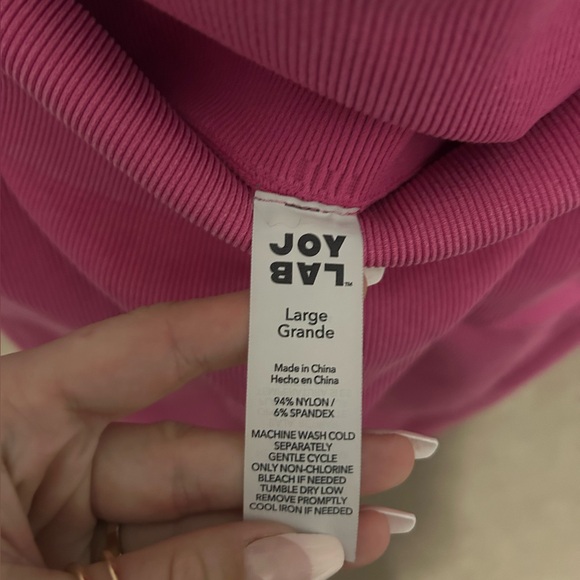 JOY
LAB™
Large
Grande
Made in China
Hecho en China
94% NYLON /
6% SPANDEX
MACHINE WASH COLD
SEPARATELY
GENTLE CYCLE
ONLY NON-CHLORINE
BLEACH IF NEEDED
TUMBLE DRY LOW
REMOVE PROMPTLY
COOL IRON IF NEEDED